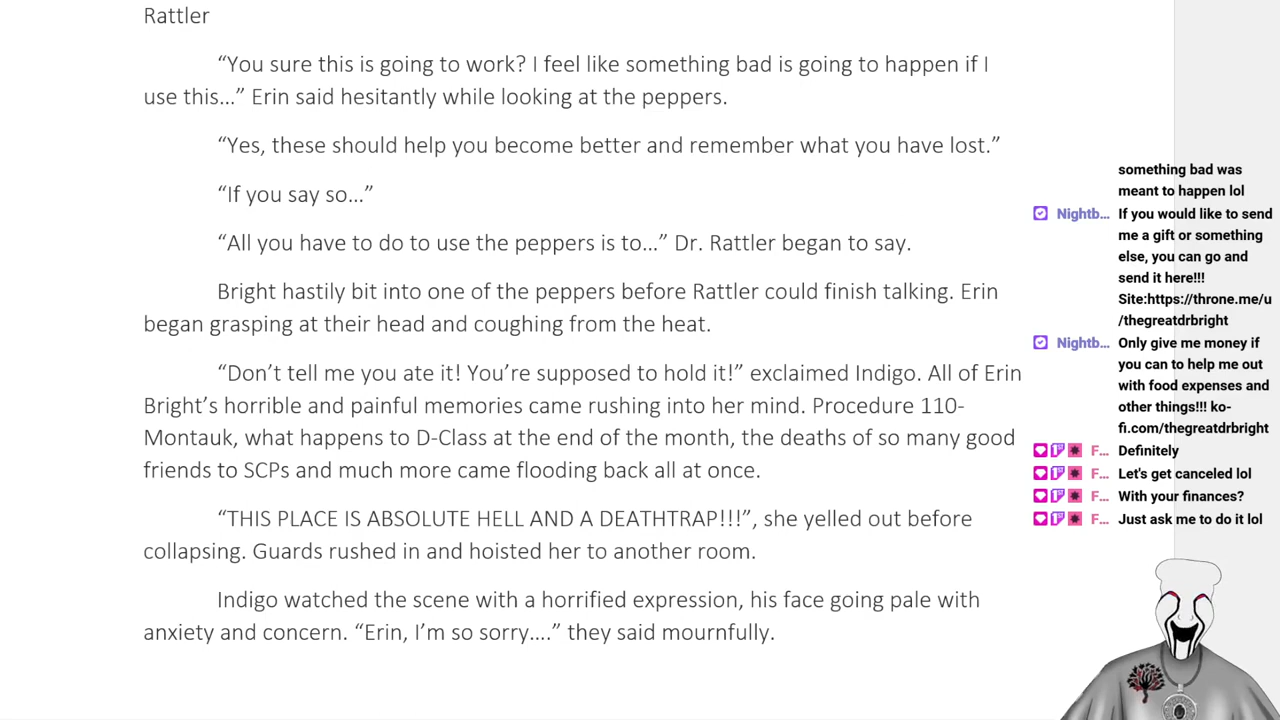 Rattler
“You sure this is going to work? I feel like something bad is going to happen if I
use this…” Erin said hesitantly while looking at the peppers.
“Yes, these should help you become better and remember what you have lost.”
“If you say so…”
“All you have to do to use the peppers is to…” Dr. Rattler began to say.
Bright hastily bit into one of the peppers before Rattler could finish talking. Erin
began grasping at their head and coughing from the heat.
“Don’t tell me you ate it! You’re supposed to hold it!” exclaimed Indigo. All of Erin
Bright’s horrible and painful memories came rushing into her mind. Procedure 110-
Montauk, what happens to D-Class at the end of the month, the deaths of so many good
friends to SCPs and much more came flooding back all at once.
“THIS PLACE IS ABSOLUTE HELL AND A DEATHTRAP!!!”, she yelled out before
collapsing. Guards rushed in and hoisted her to another room.
Indigo watched the scene with a horrified expression, his face going pale with
anxiety and concern. “Erin, I’m so sorry….” they said mournfully.
something bad was
meant to happen lol
Nightb... If you would like to send
me a gift or something
else, you can go and
send it here!!!
Site:https://throne.me/u
/thegreatdrbright
Nightb... Only give me money if
you can to help me out
with food expenses and
other things!!! ko-
fi.com/thegreatdrbright
F... Definitely
F... Let's get canceled lol
F... With your finances?
F... Just ask me to do it lol